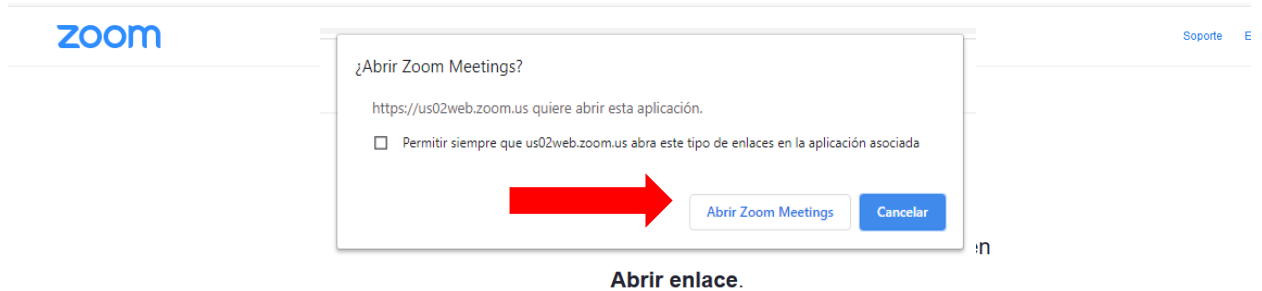 zoom
Soporte E
¿Abrir Zoom Meetings?
https://us02web.zoom.us quiere abrir esta aplicación.
Permitir siempre que us02web.zoom.us abra este tipo de enlaces en la aplicación asociada
Abrir Zoom Meetings Cancelar
en
Abrir enlace.